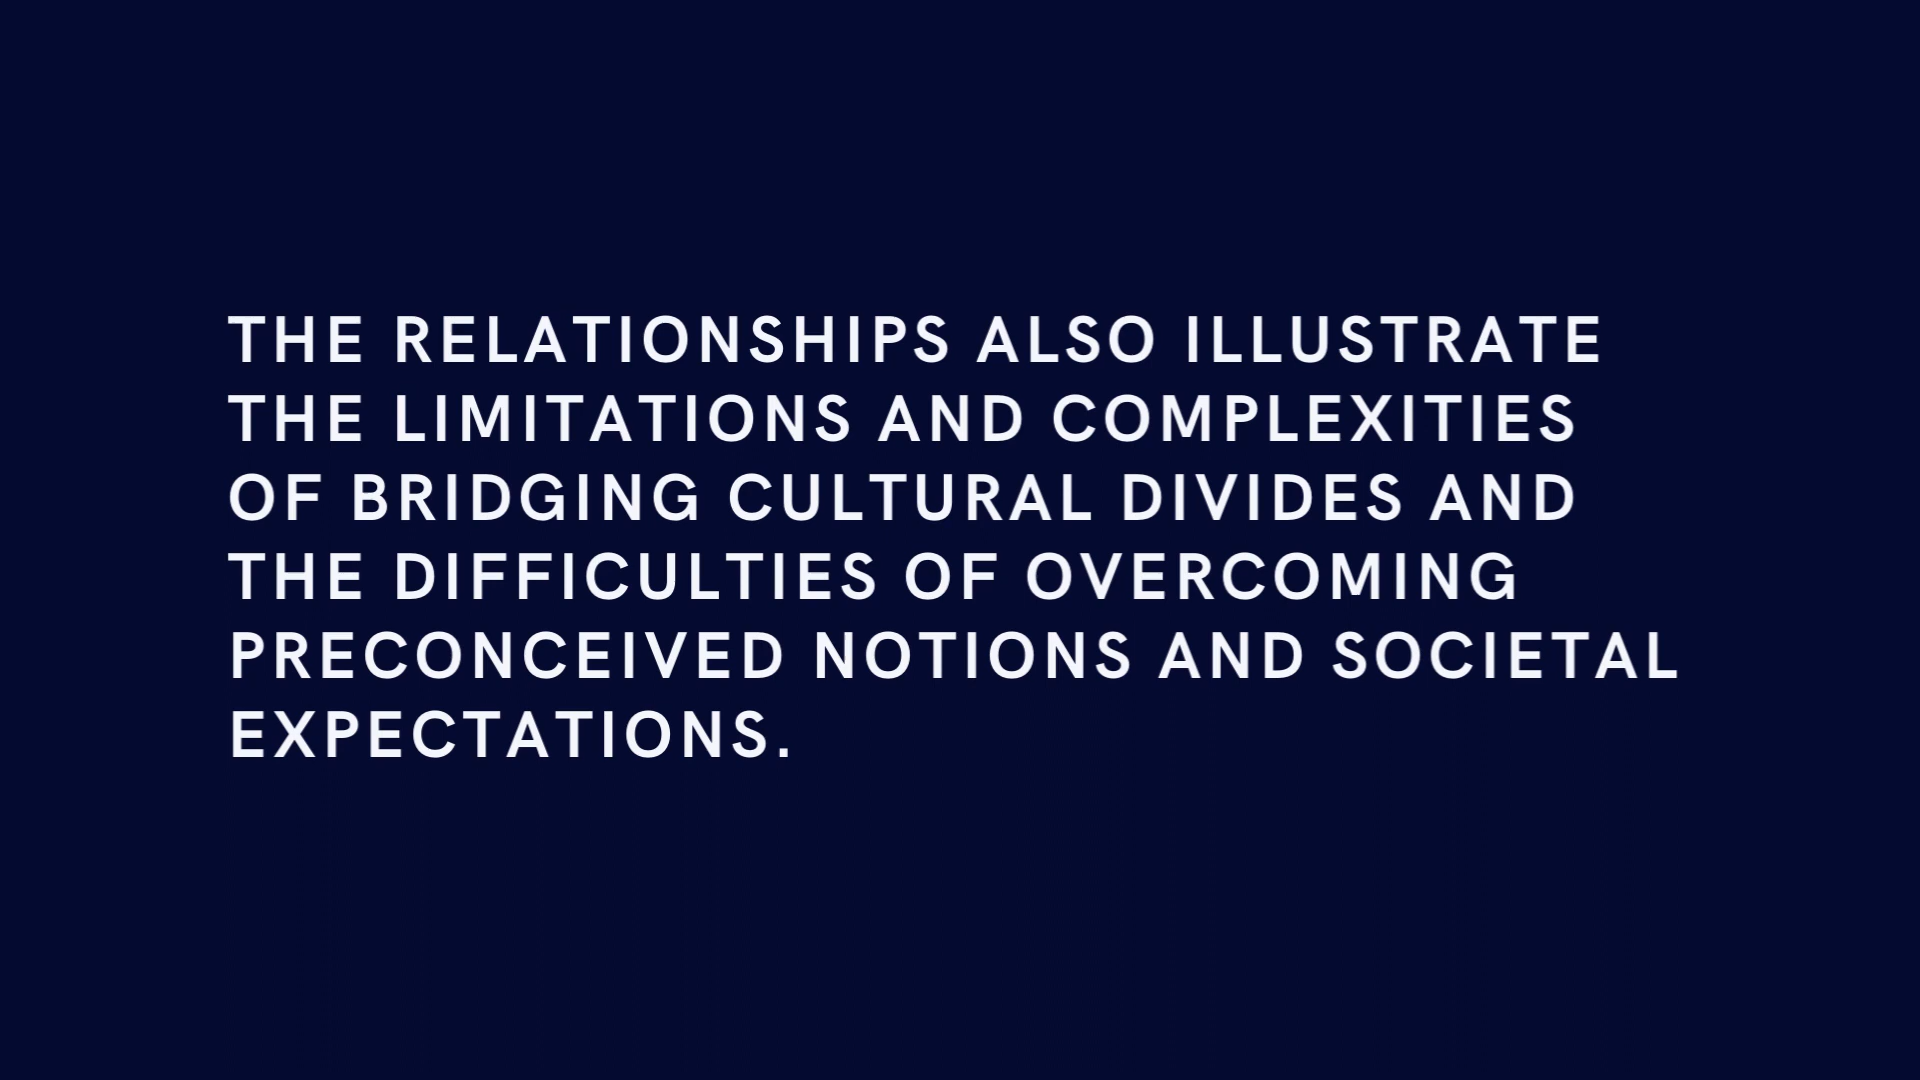 THE RELATIONSHIPS ALSO ILLUSTRATE
THE LIMITATIONS AND COMPLEXITIES
OF BRIDGING CULTURAL DIVIDES AND
THE DIFFICULTIES OF OVERCOMING
PRECONCEIVED NOTIONS AND SOCIETAL
EXPECTATIONS.